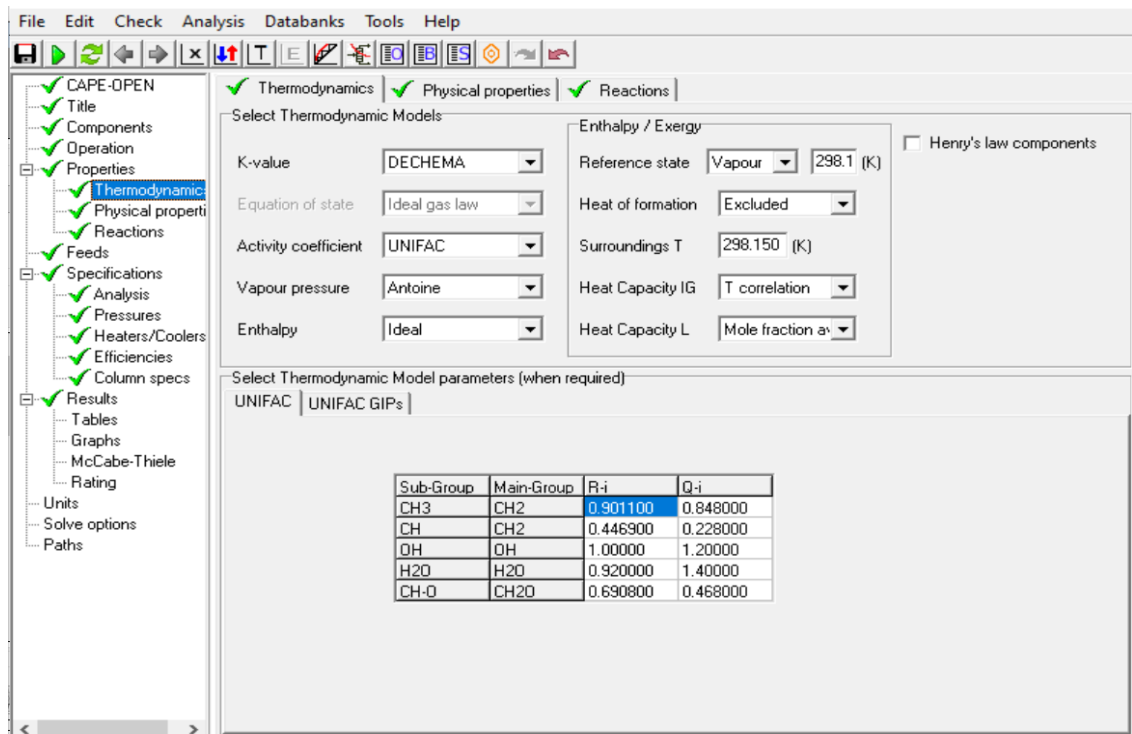 File Edit Check Analysis Databanks Tools Help
X T E O B S
CAPE-OPEN
Title
Components
Operation
Properties
Thermodynamics
Physical properti
Reactions
Feeds
Specifications
Analysis
Pressures
Heaters/Coolers
Efficiencies
Column specs
Results
Tables
Graphs
McCabe-Thiele
Rating
Units
Solve options
Paths
Thermodynamics Physical properties Reactions
Select Thermodynamic Models
K-value DECHEMA
Equation of state Ideal gas law
Activity coefficient UNIFAC
Vapour pressure Antoine
Enthalpy Ideal
Enthalpy / Exergy
Reference state Vapour 298.1 (K)
Heat of formation Excluded
Surroundings T 298.150 (K)
Heat Capacity IG T correlation
Heat Capacity L Mole fraction a
Henry's law components
Select Thermodynamic Model parameters (when required)
UNIFAC UNIFAC GIPs
Sub-Group Main-Group R-i Q-i
CH3 CH2 0.901100 0.848000
CH CH2 0.446900 0.228000
OH OH 1.00000 1.20000
H2O H2O 0.920000 1.40000
CH-O CH2O 0.690800 0.468000